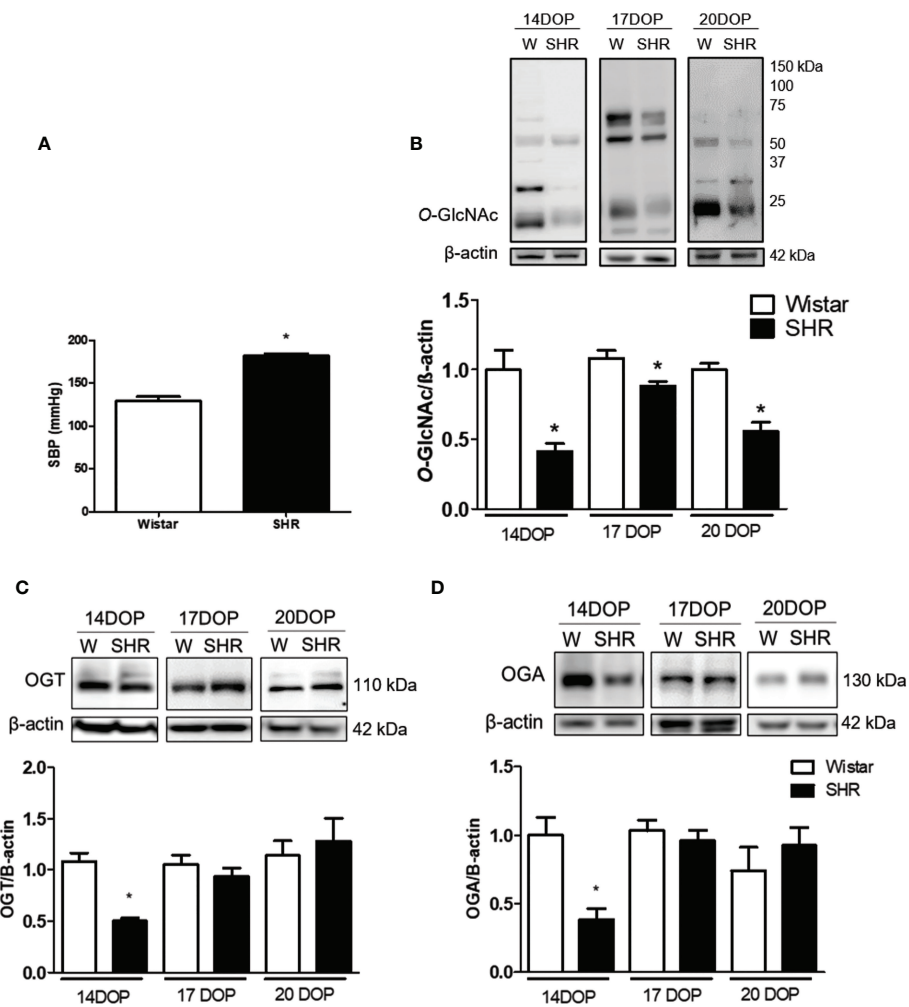 A
SBP (mmHg)
200
150
100
50
0
*
Wistar SHR
B
14DOP 17DOP 20DOP
W SHR W SHR W SHR
150 kDa
100
75
50
37
25
O-GlcNAc
β-actin
42 kDa
O-GlcNAc/ß-actin
1.5
1.0
0.5
0.0
Wistar
SHR
* * *
14DOP 17 DOP 20 DOP
C
14DOP 17DOP 20DOP
W SHR W SHR W SHR
OGT 110 kDa
β-actin 42 kDa
OGT/B-actin
2.0
1.5
1.0
0.5
0.0
*
14DOP 17 DOP 20 DOP
D
14DOP 17DOP 20DOP
W SHR W SHR W SHR
OGA 130 kDa
β-actin 42 kDa
OGA/B-actin
1.5
1.0
0.5
0.0
Wistar
SHR
*
14DOP 17 DOP 20 DOP